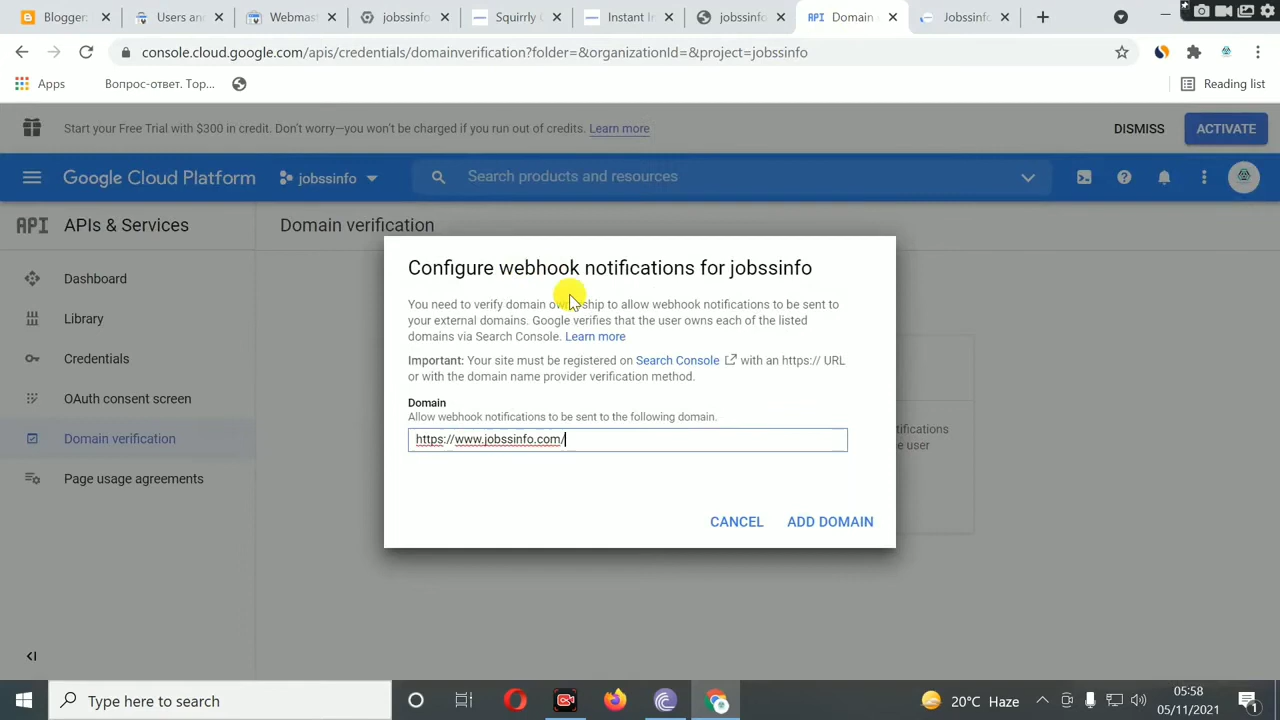 Blogger:
Users an
Webmast
jobssinfo
Squirrly
Instant In
jobssinfo
API Domain
Jobssinfo
console.cloud.google.com/apis/credentials/domainverification?folder=&organizationId=&project=jobssinfo
Apps
Вопрос-ответ. Тор...
Reading list
Start your Free Trial with $300 in credit. Don't worry—you won't be charged if you run out of credits. Learn more
DISMISS
ACTIVATE
Google Cloud Platform
jobssinfo
Search products and resources
API APIs & Services
Domain verification
Dashboard
Library
Credentials
OAuth consent screen
Domain verification
Page usage agreements
Configure webhook notifications for jobssinfo
You need to verify domain ownership to allow webhook notifications to be sent to
your external domains. Google verifies that the user owns each of the listed
domains via Search Console. Learn more
Important: Your site must be registered on Search Console with an https:// URL
or with the domain name provider verification method.
Domain
Allow webhook notifications to be sent to the following domain.
https://www.jobssinfo.com/
CANCEL
ADD DOMAIN
otifications
e user
Type here to search
20°C Haze
05:58
05/11/2021
1